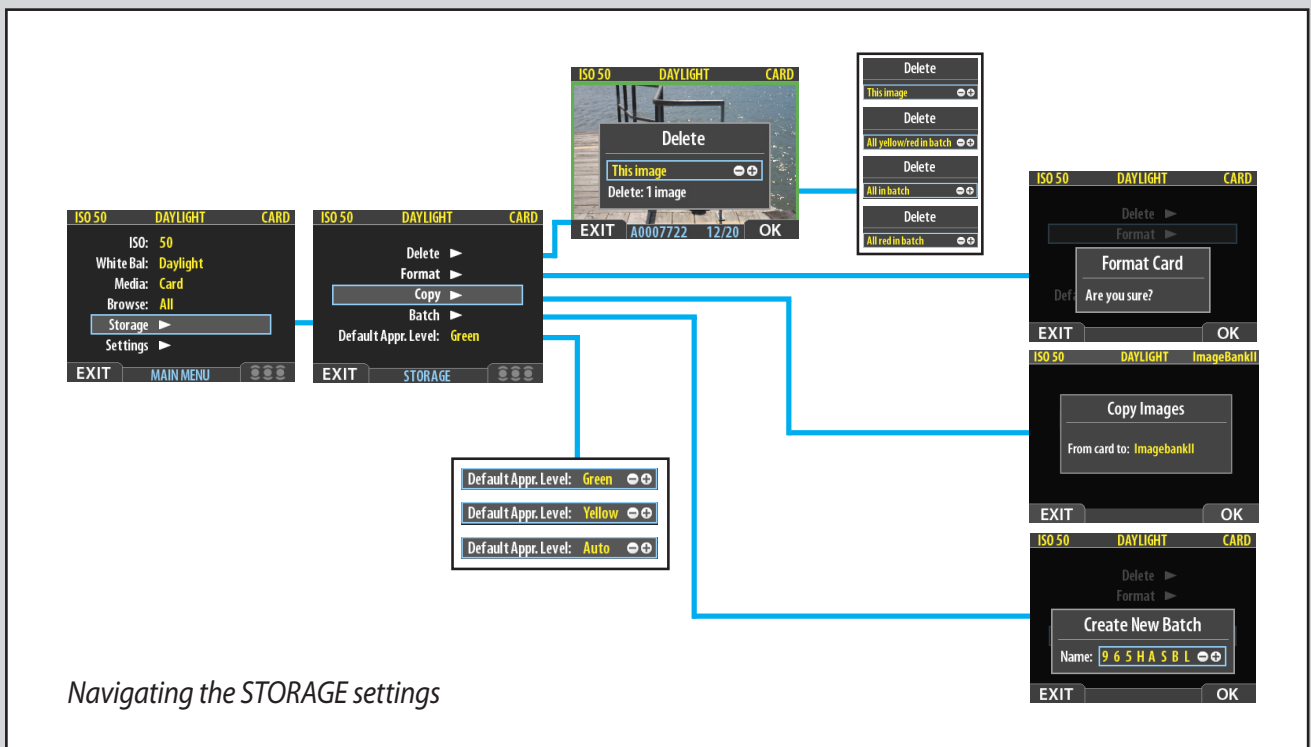 ISO 50 DAYLIGHT CARD
ISO: 50
White Bal: Daylight
Media: Card
Browse: All
Storage
Settings
EXIT MAIN MENU
ISO 50 DAYLIGHT CARD
Delete
Format
Copy
Batch
Default Appr. Level: Green
EXIT STORAGE
ISO 50 DAYLIGHT CARD
Delete
This image
Delete: 1 image
EXIT A0007722 12/20 OK
Delete
This image
Delete
All yellow/red in batch
Delete
All in batch
Delete
All red in batch
Default Appr. Level: Green
Default Appr. Level: Yellow
Default Appr. Level: Auto
ISO 50 DAYLIGHT CARD
Delete
Format
Format Card
Defa
Are you sure?
EXIT OK
ISO 50 DAYLIGHT ImageBankII
Copy Images
From card to: ImagebankII
EXIT OK
ISO 50 DAYLIGHT CARD
Delete
Format
Create New Batch
Name: 9 6 5 H A S B L
EXIT OK
Navigating the STORAGE settings